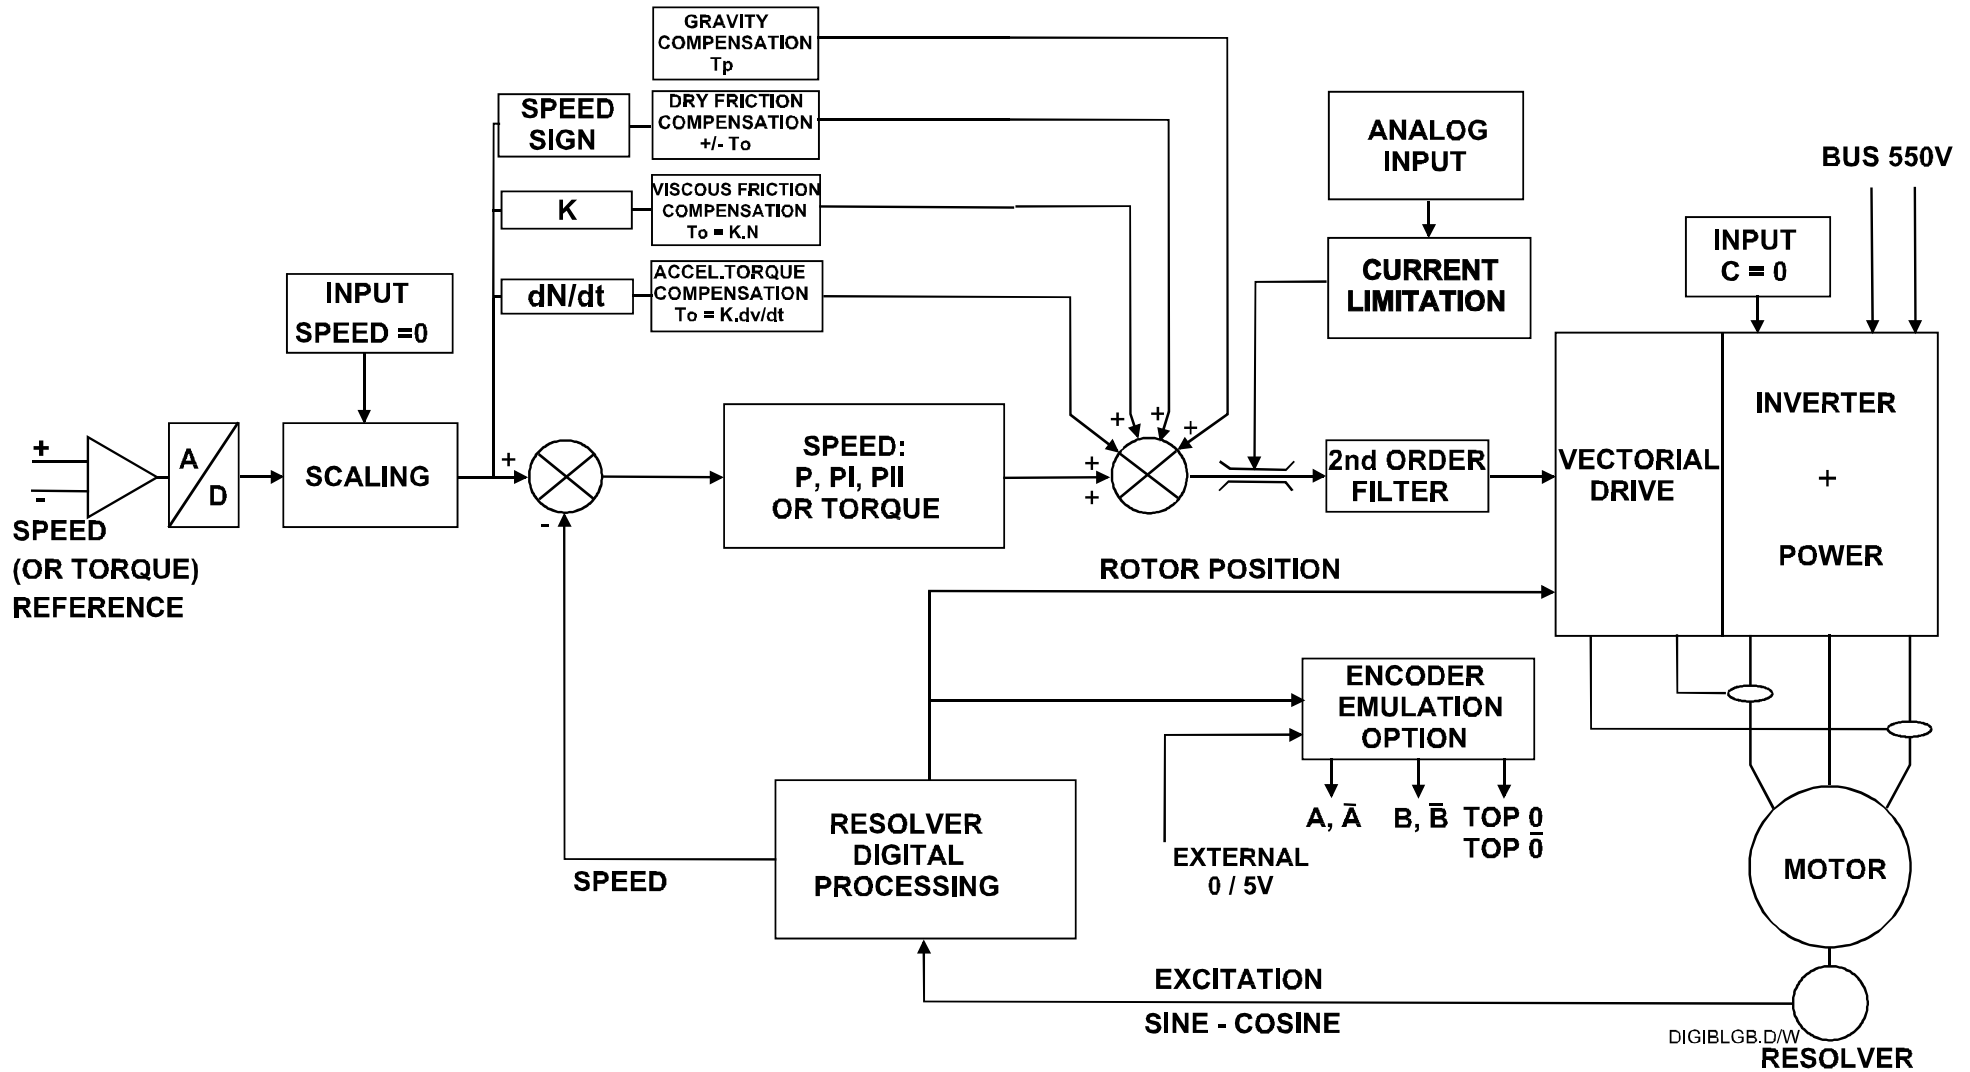 GRAVITY
COMPENSATION
Tp
SPEED
SIGN
DRY FRICTION
COMPENSATION
+/- To
K
VISCOUS FRICTION
COMPENSATION
To = K.N
dN/dt
ACCEL.TORQUE
COMPENSATION
To = K.dv/dt
ANALOG
INPUT
CURRENT
LIMITATION
BUS 550V
INPUT
C = 0
INPUT
SPEED =0
+
-
A
D
SCALING
+
-
SPEED:
P, PI, PII
OR TORQUE
+
+
+
+
+
2nd ORDER
FILTER
VECTORIAL
DRIVE
INVERTER
+
POWER
SPEED
(OR TORQUE)
REFERENCE
ROTOR POSITION
ENCODER
EMULATION
OPTION
A, A̅
B, B̅
TOP 0
TOP 0̅
EXTERNAL
0 / 5V
RESOLVER
DIGITAL
PROCESSING
SPEED
MOTOR
EXCITATION
SINE - COSINE
DIGIBLGB.D/W
RESOLVER